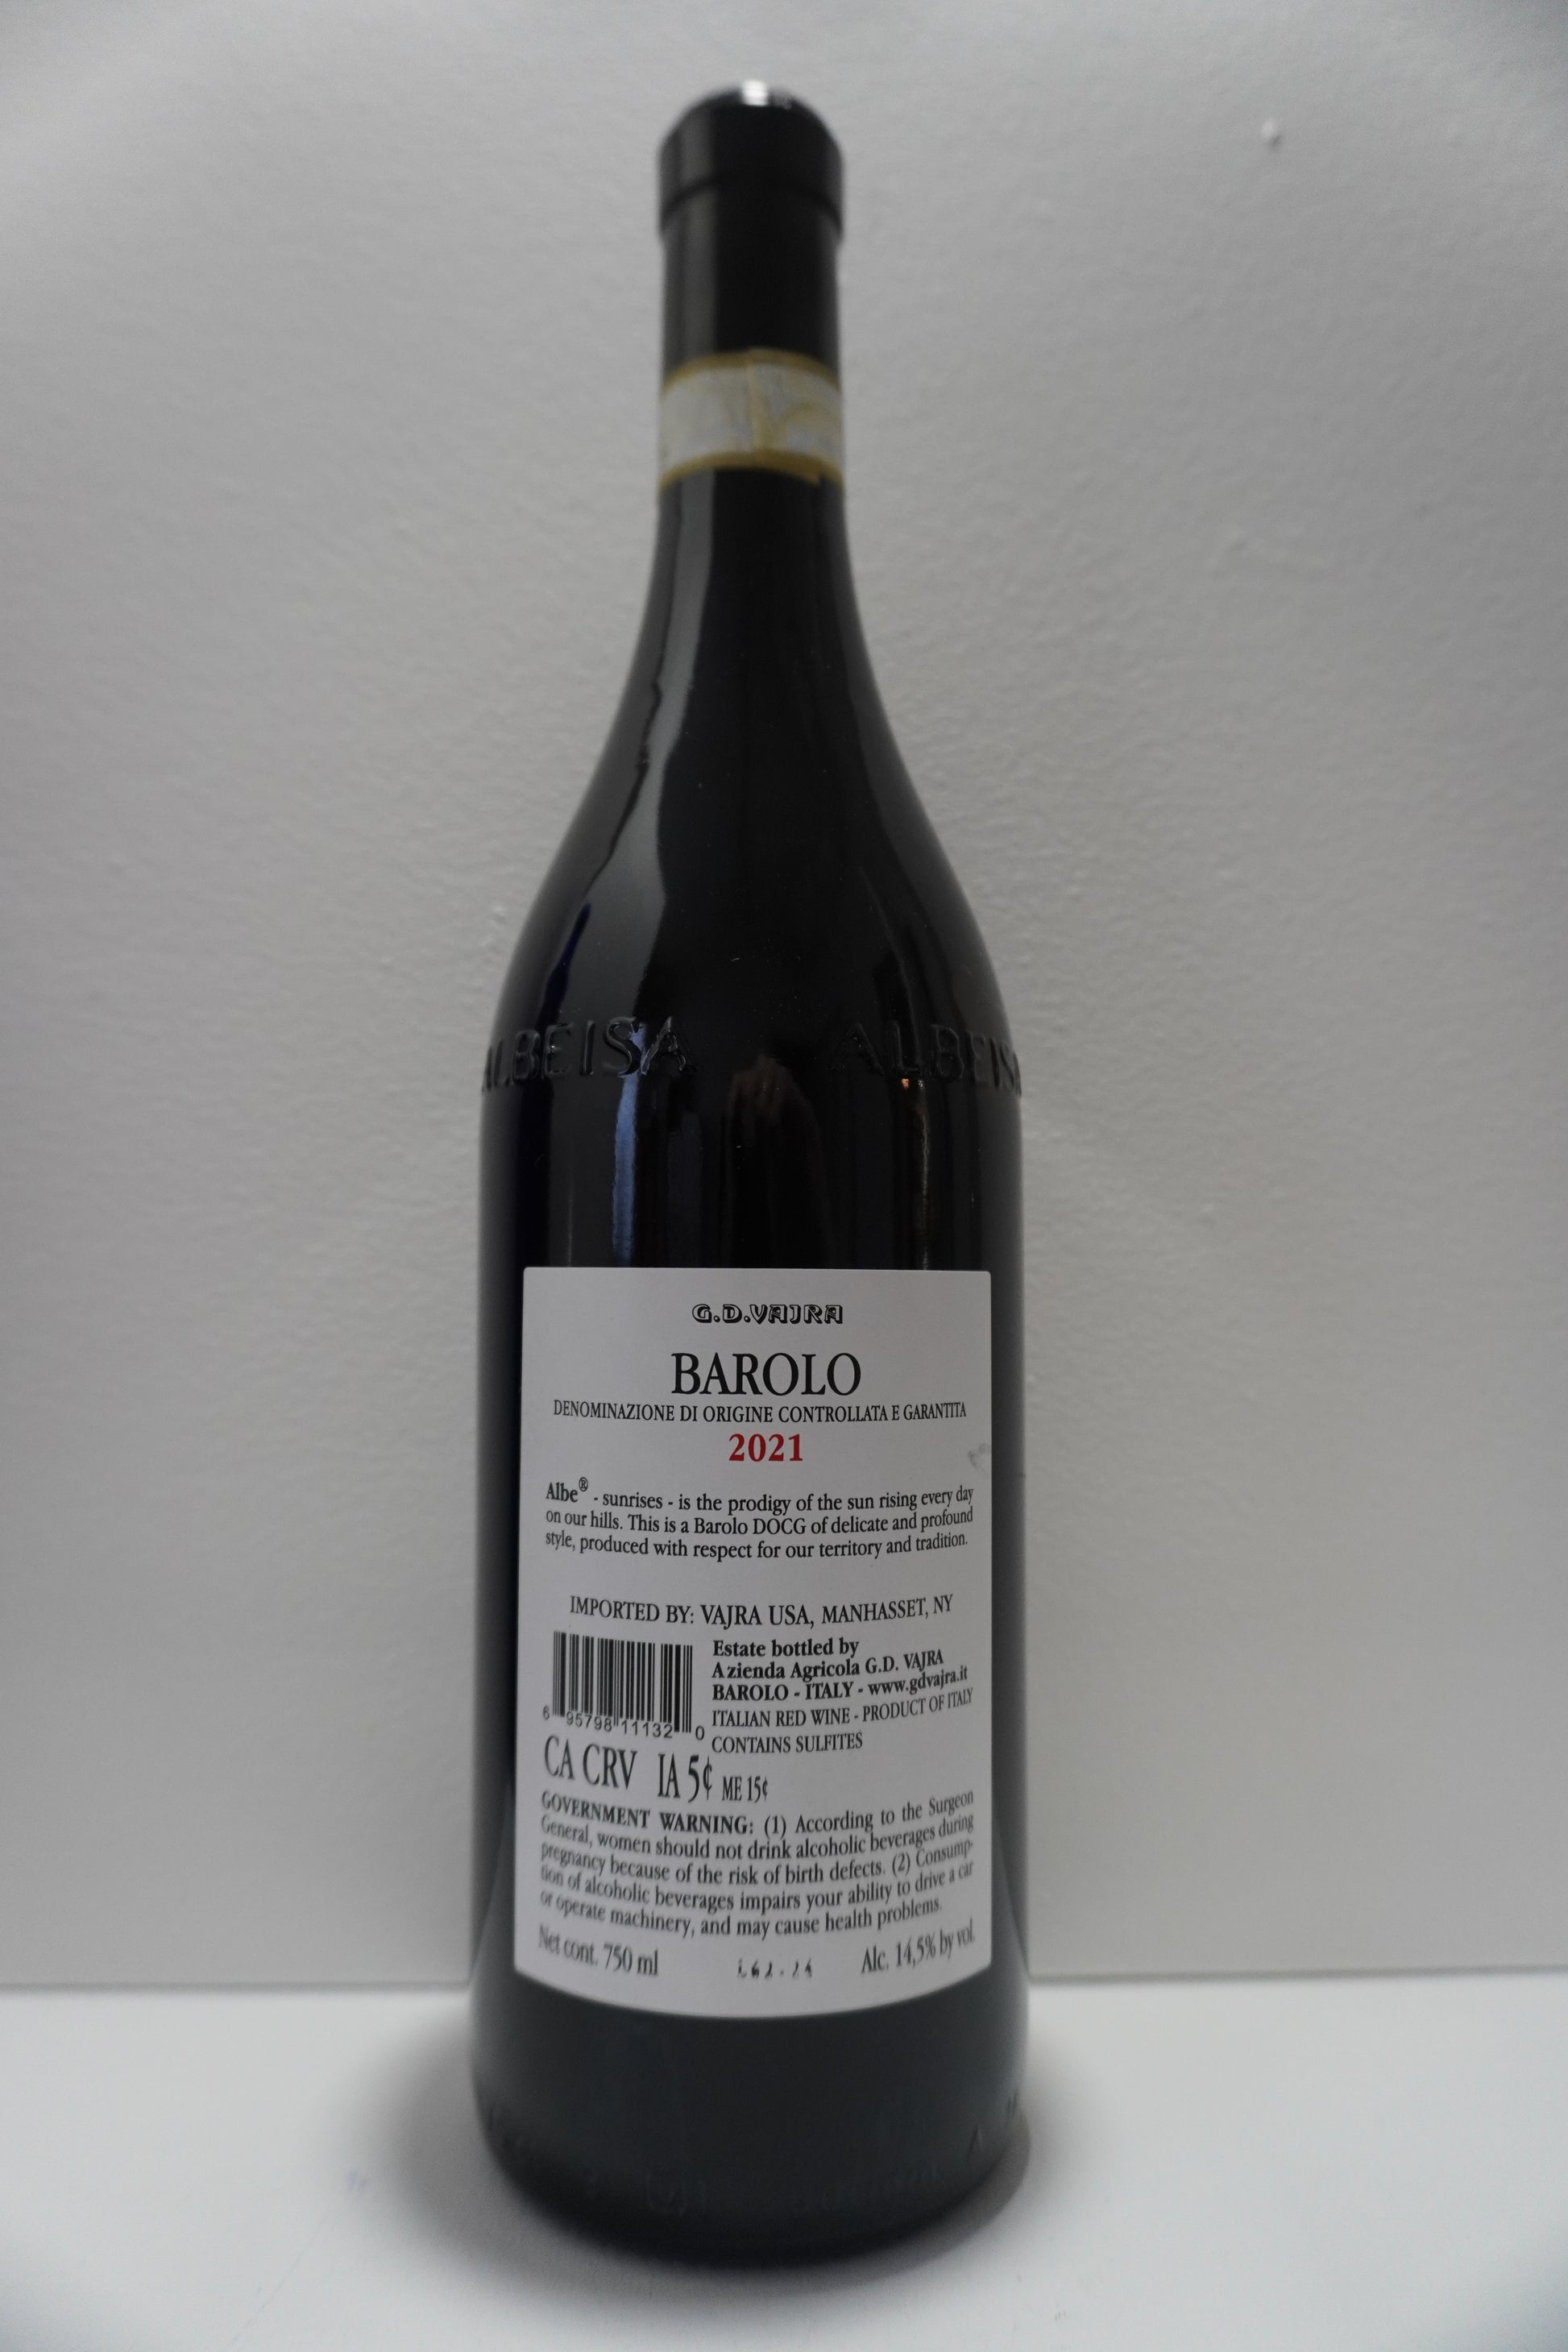 ALBEISA ALBEISA
G.D.VAJRA
BAROLO
DENOMINAZIONE DI ORIGINE CONTROLLATA E GARANTITA
2021
Albe® - sunrises - is the prodigy of the sun rising every day
on our hills. This is a Barolo DOCG of delicate and profound
style, produced with respect for our territory and tradition.
IMPORTED BY: VAJRA USA, MANHASSET, NY
Estate bottled by
Azienda Agricola G.D. VAJRA
BAROLO - ITALY - www.gdvajra.it
ITALIAN RED WINE - PRODUCT OF ITALY
CONTAINS SULFITES
6 95798 11132 0
CA CRV IA 5¢ ME 15¢
GOVERNMENT WARNING: (1) According to the Surgeon
General, women should not drink alcoholic beverages during
pregnancy because of the risk of birth defects. (2) Consump-
tion of alcoholic beverages impairs your ability to drive a car
or operate machinery, and may cause health problems.
Net cont. 750 ml Alc. 14,5% by vol.